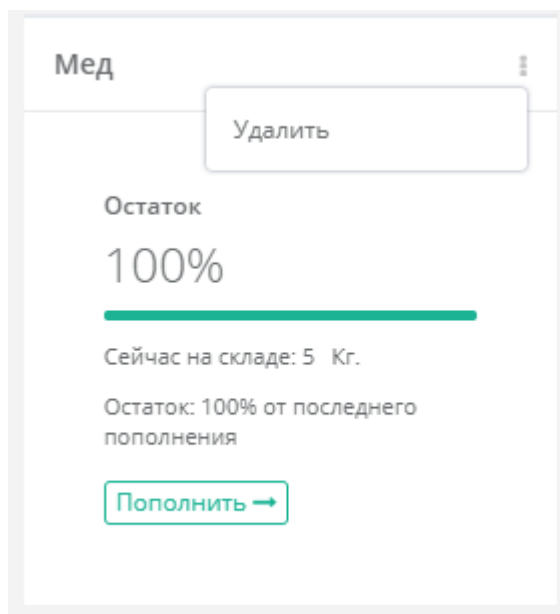 Мед
Удалить
Остаток
100%
Сейчас на складе: 5 Кг.
Остаток: 100% от последнего
пополнения
Пополнить